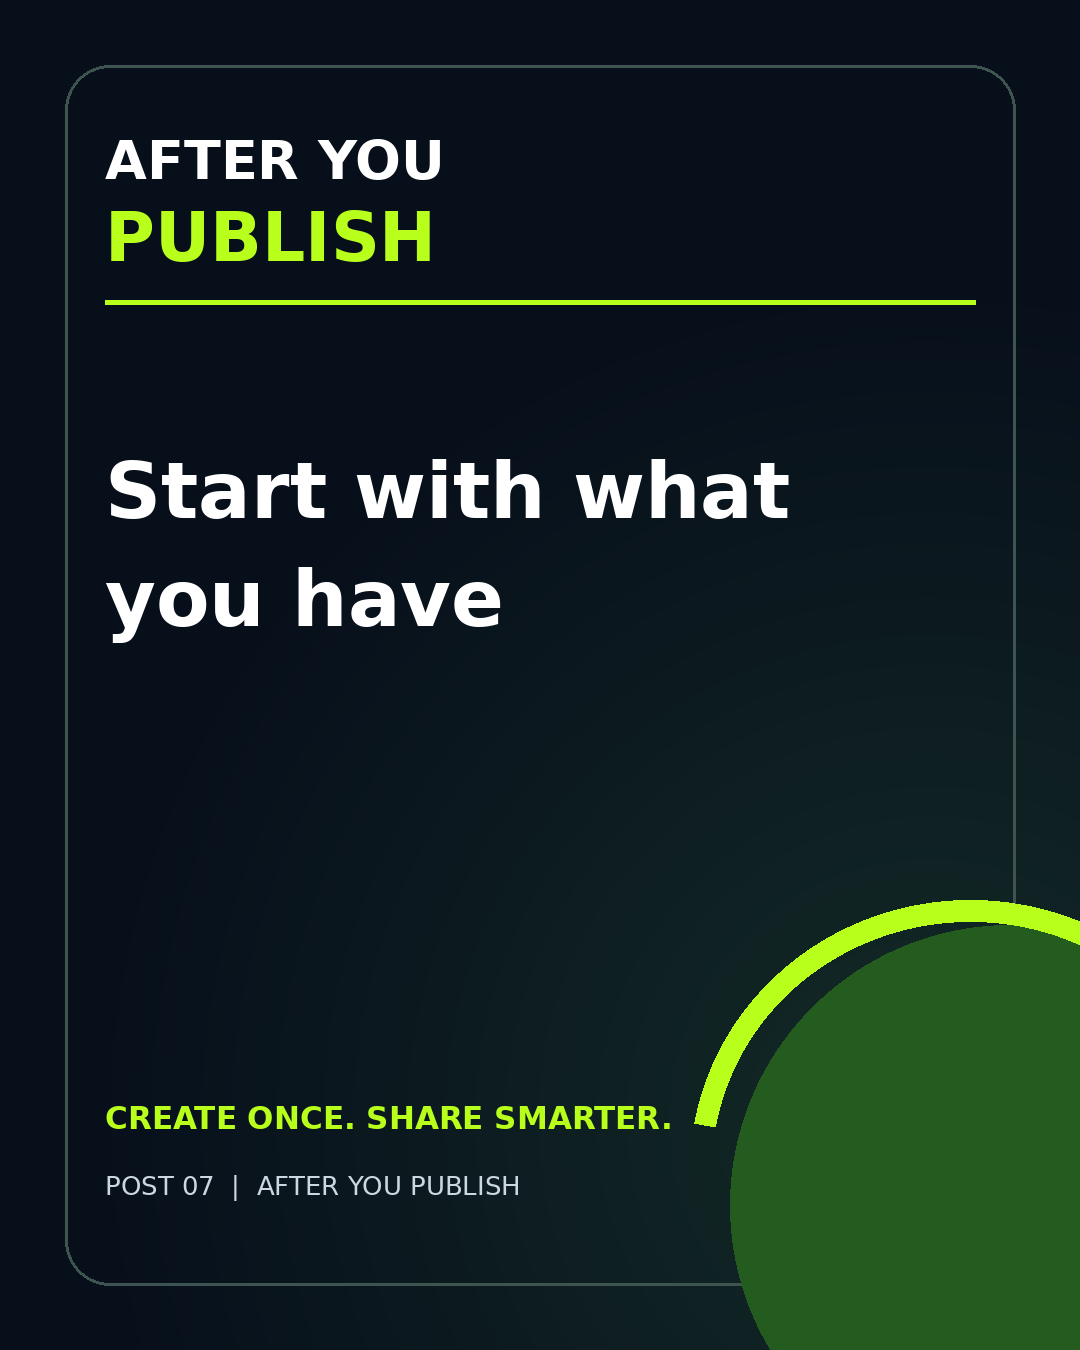 AFTER YOU
PUBLISH
Start with what
you have
CREATE ONCE. SHARE SMARTER.
POST 07 | AFTER YOU PUBLISH